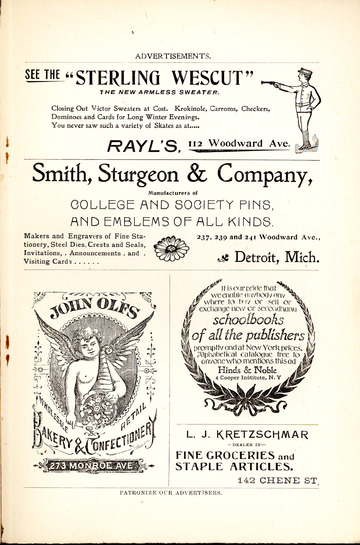 ADVERTISEMENTS.
SEE THE "STERLING WESCUT"
THE NEW ARMLESS SWEATER.
Closing Out Victor Sweaters at Cost. Krokinole, Carroms, Checkers,
Dominoes and Cards for Long Winter Evenings.
You never saw such a variety of Skates as at.....
RAYL'S, 112 Woodward Ave.
Smith, Sturgeon & Company,
Manufacturers of
COLLEGE AND SOCIETY PINS,
AND EMBLEMS OF ALL KINDS.
Makers and Engravers of Fine Sta-
tionery, Steel Dies, Crests and Seals,
Invitations, . Announcements . and .
Visiting Cards . . . . . .
237, 239 and 241 Woodward Ave.,
Detroit, Mich.
JOHN OLFS
WHOLESALE and RETAIL
BAKERY & CONFECTIONERY
273 MONROE AVE
It is our pride that
we enable anybody any
where to buy or sell or
exchange new or secondhand
schoolbooks
of all the publishers
promptly and at New York prices.
Alphabetical catalogue free to
anyone who mentions this ad
Hinds & Noble
4 Cooper Institute, N. Y
L. J. KRETZSCHMAR
—DEALER IN—
FINE GROCERIES and
STAPLE ARTICLES.
142 CHENE ST.
PATRONIZE OUR ADVERTISERS.